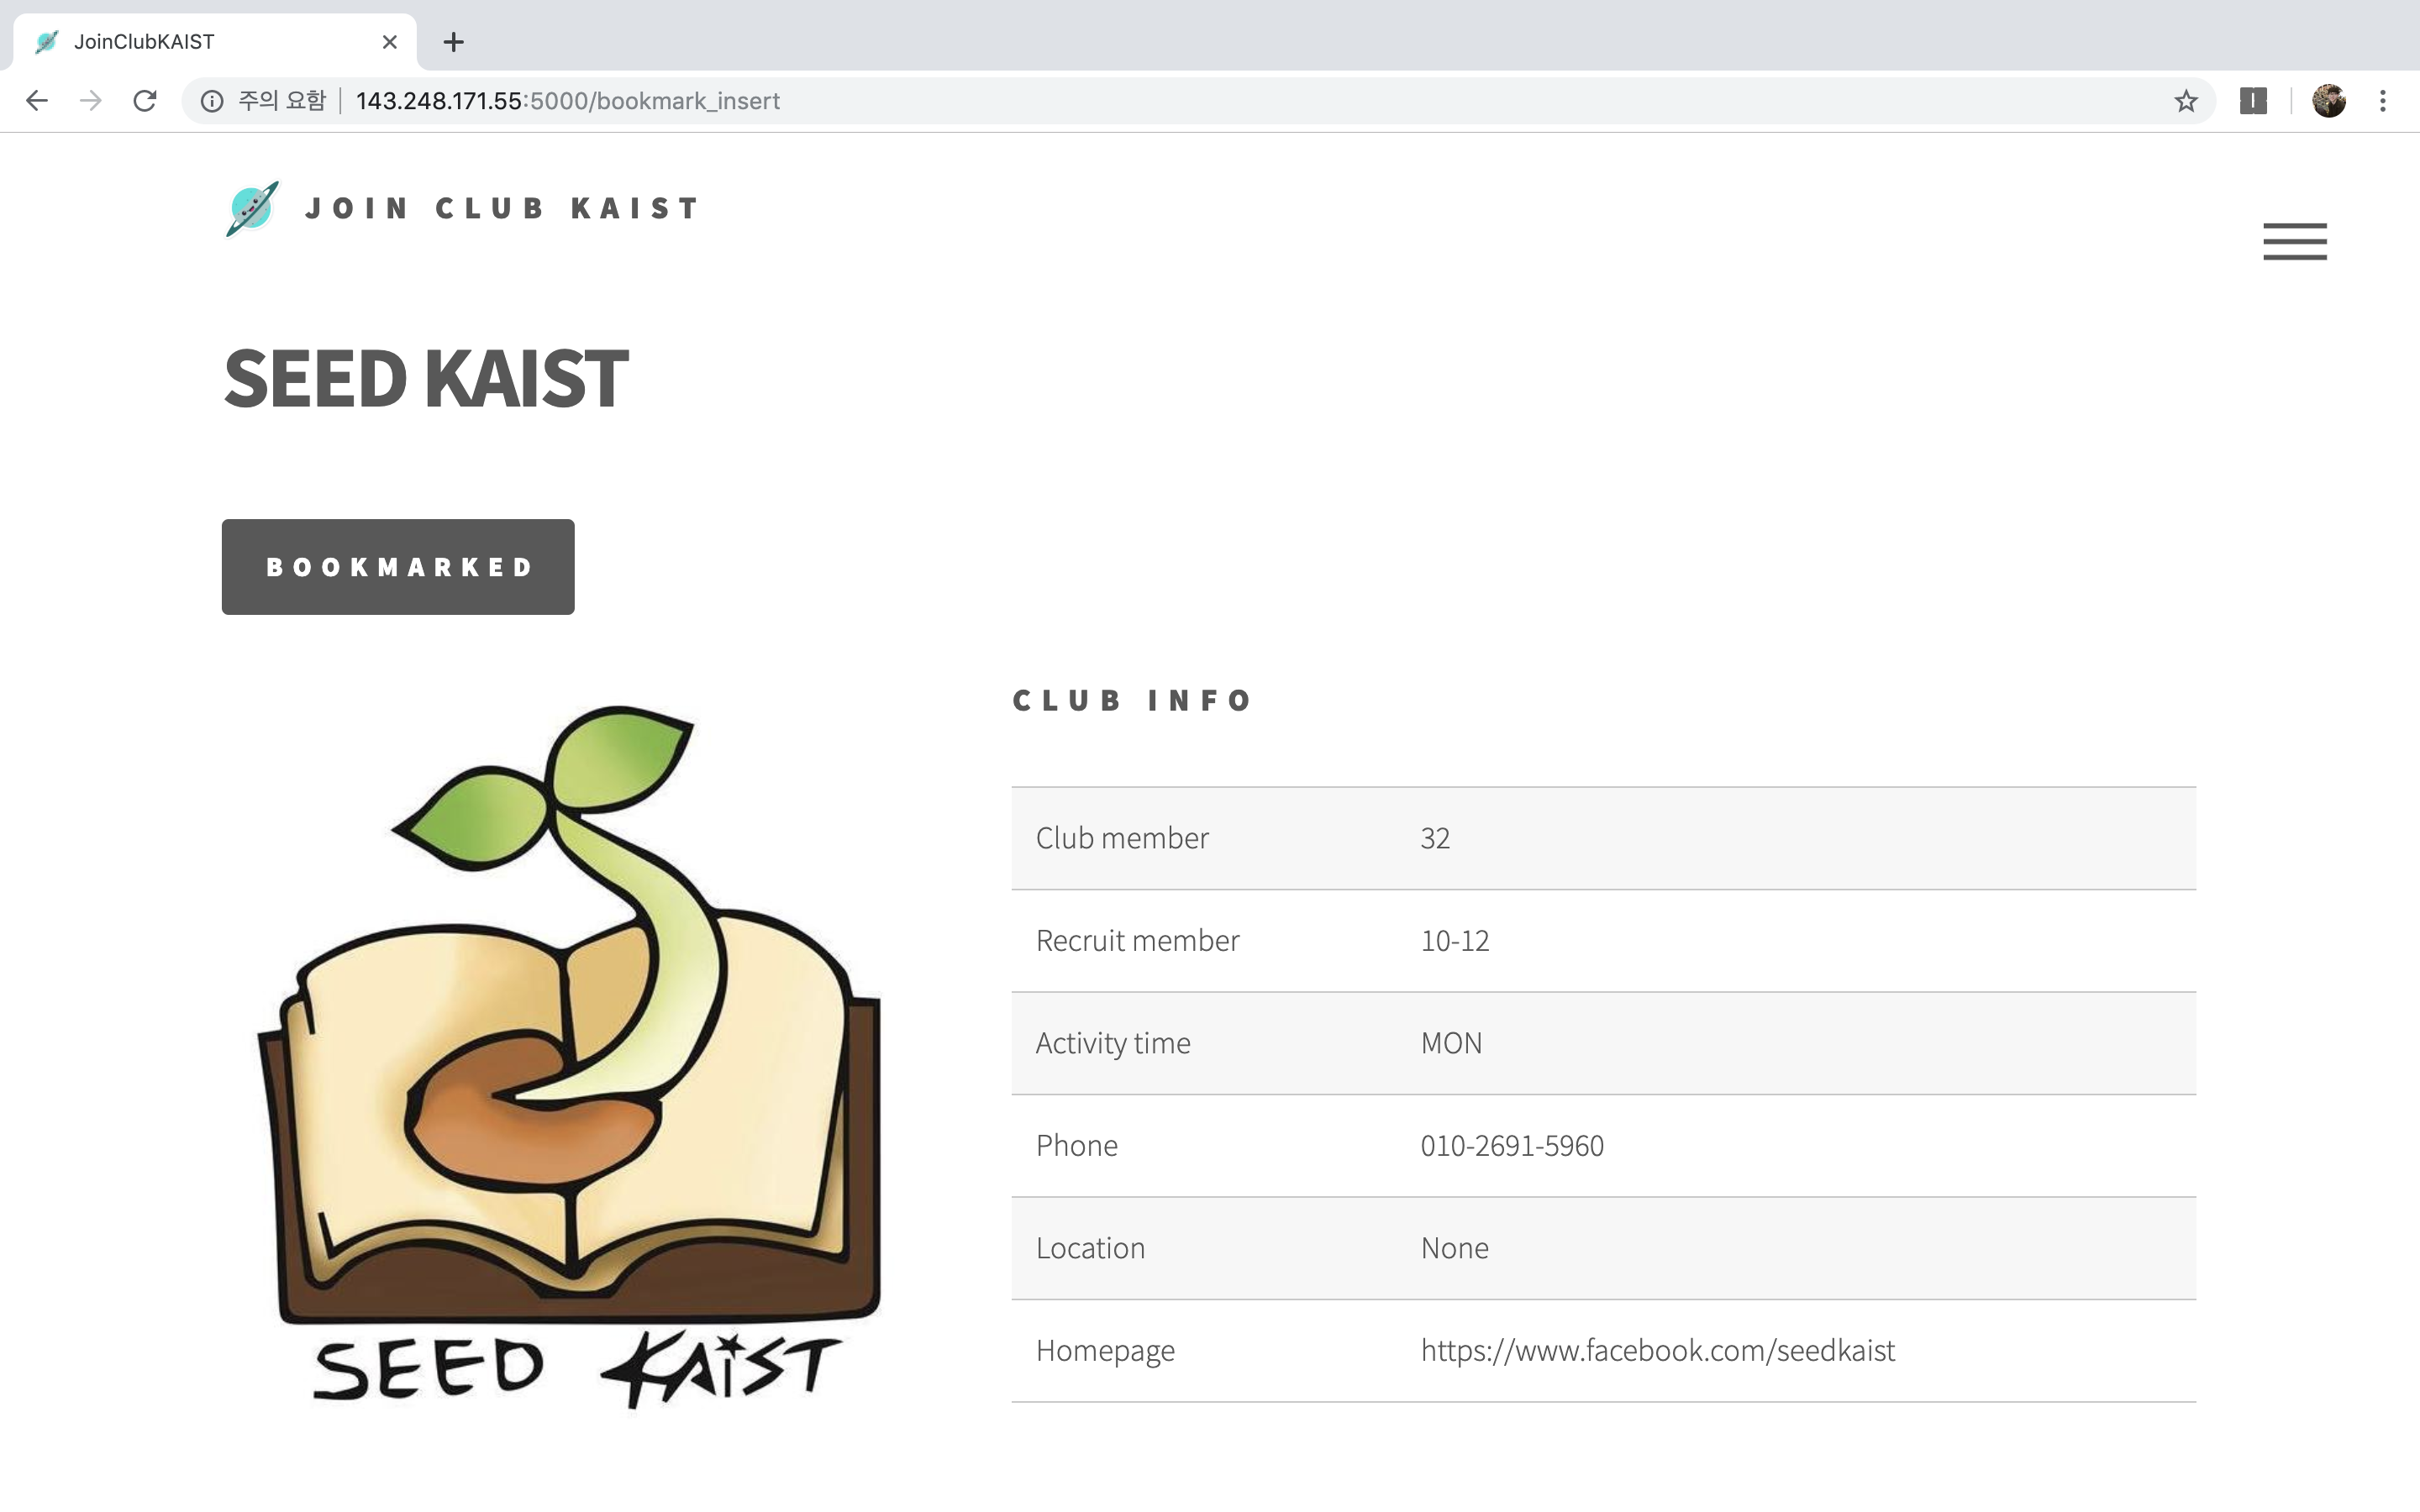 JoinClubKAIST
주의 요함 143.248.171.55:5000/bookmark_insert
JOIN CLUB KAIST
SEED KAIST
BOOKMARKED
CLUB INFO
Club member 32
Recruit member 10-12
Activity time MON
Phone 010-2691-5960
Location None
Homepage https://www.facebook.com/seedkaist
SEED KAiST